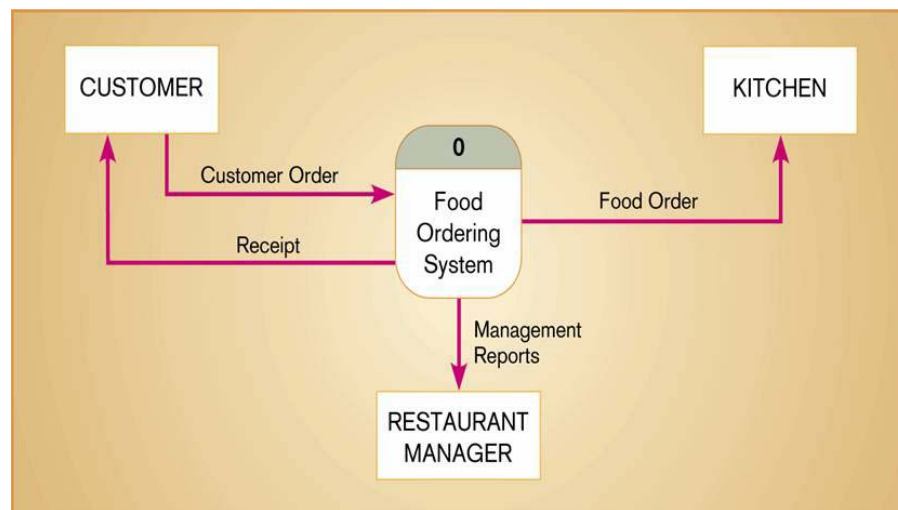 CUSTOMER
KITCHEN
0
Customer Order
Food
Ordering
System
Food Order
Receipt
Management
Reports
RESTAURANT
MANAGER